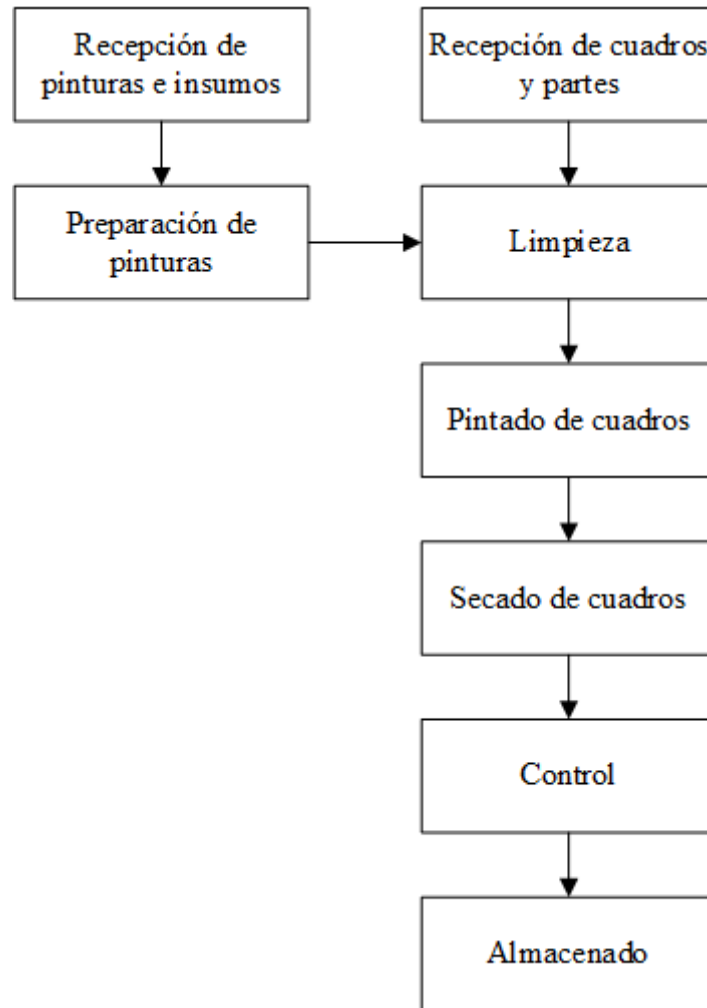 Recepción de
pinturas e insumos
Recepción de cuadros
y partes
Preparación de
pinturas
Limpieza
Pintado de cuadros
Secado de cuadros
Control
Almacenado